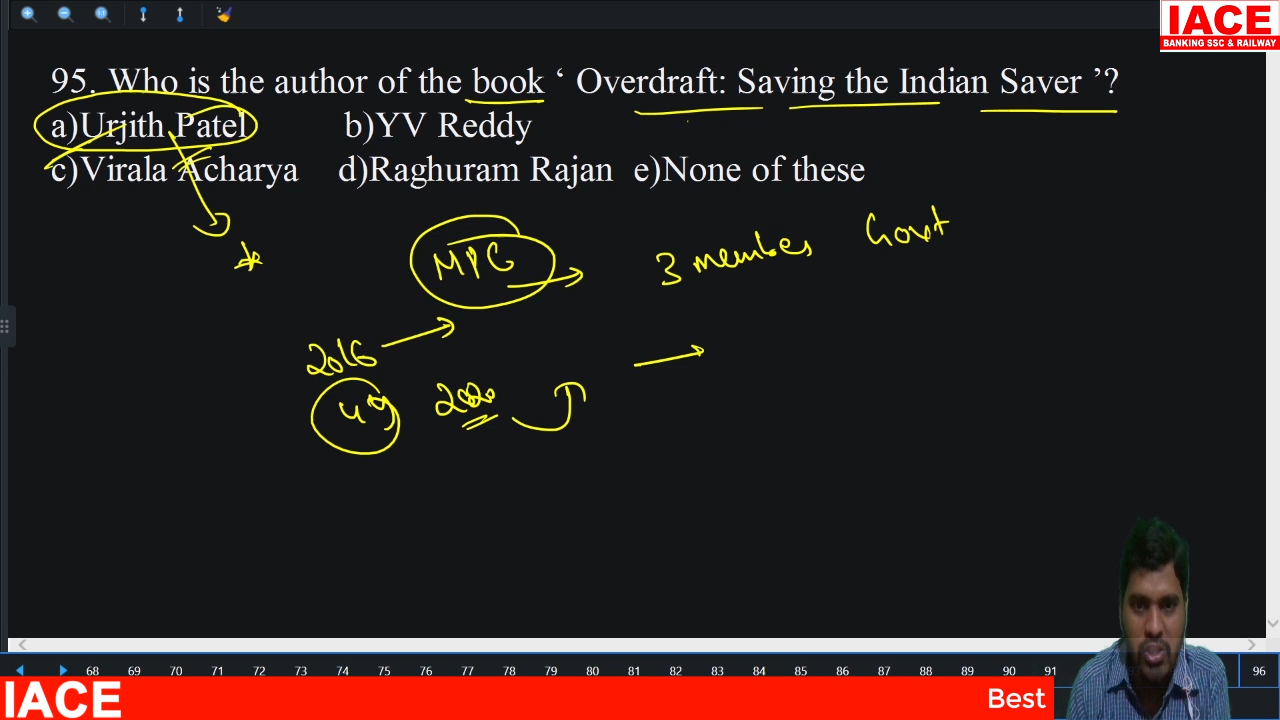 IACE
BANKING SSC & RAILWAY
95. Who is the author of the book ‘ Overdraft: Saving the Indian Saver ’?
a)Urjith Patel b)YV Reddy
c)Virala Acharya d)Raghuram Rajan e)None of these
MPC 3 member Govt
2016
4y 2020
68 69 70 71 72 73 74 75 76 77 78 79 80 81 82 83 84 85 86 87 88 89 90 91 96
IACE Best